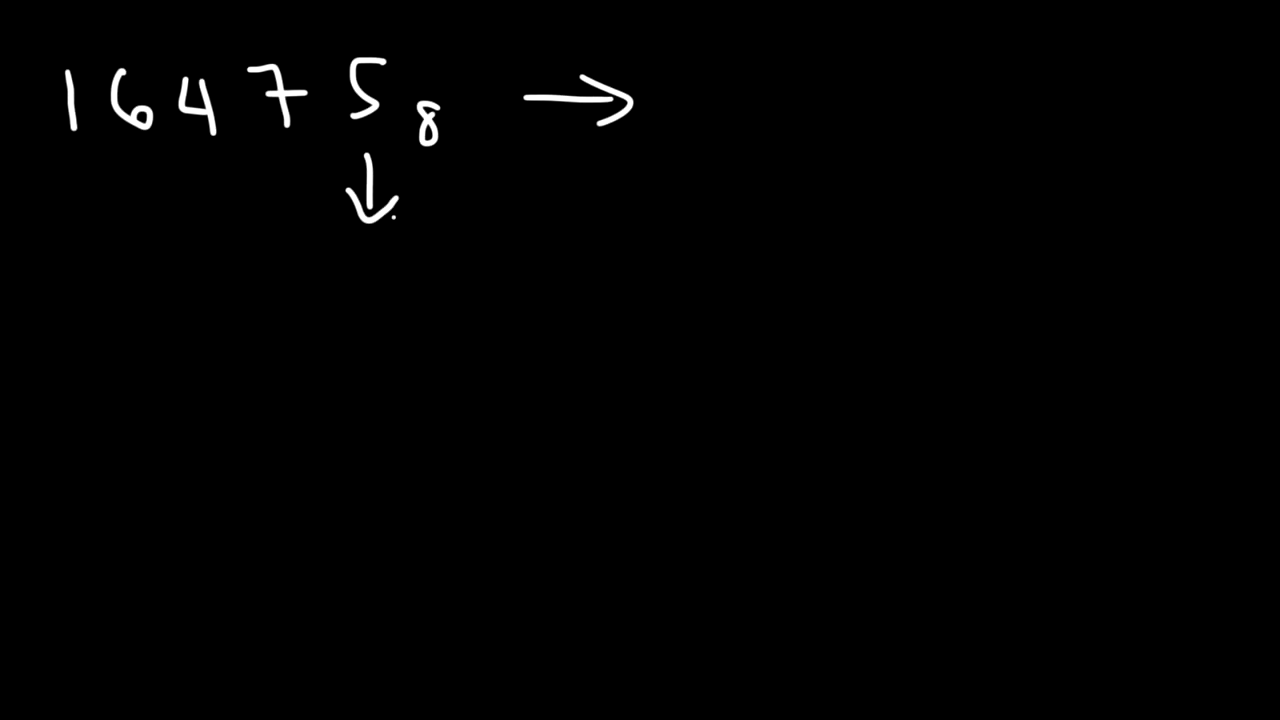 16475₈ →
↓